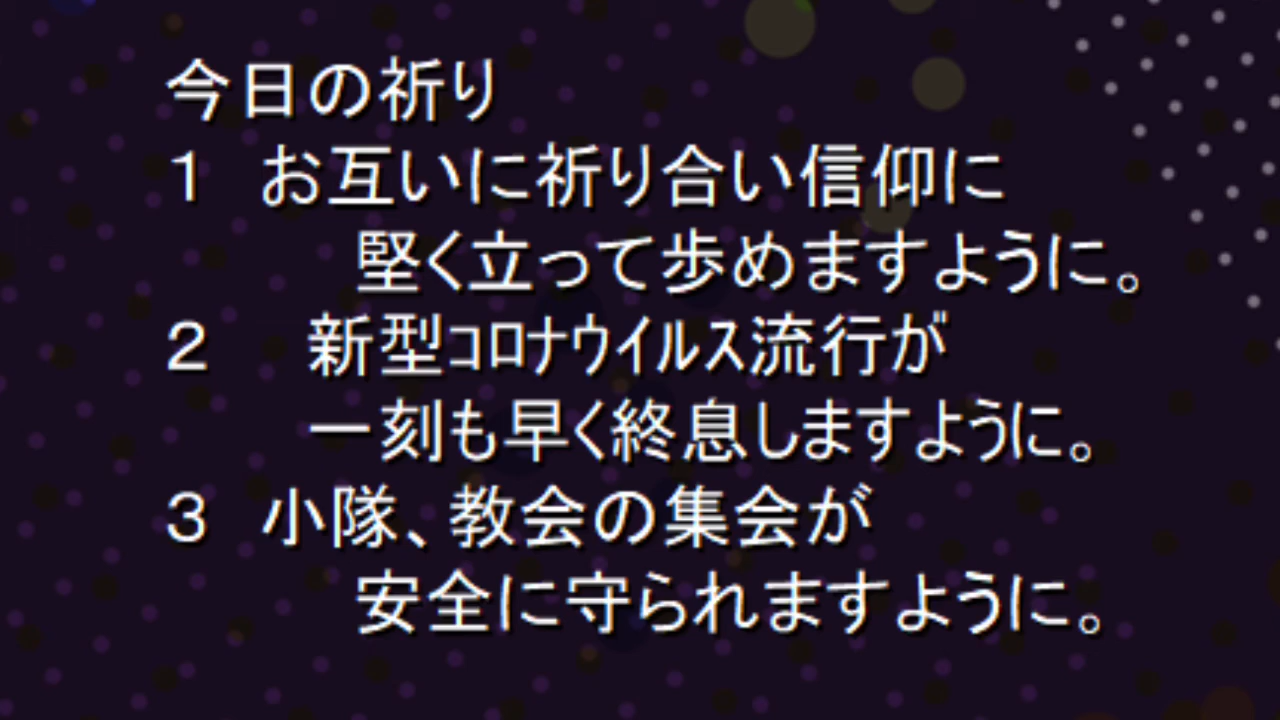 今日の祈り
１　お互いに祈り合い信仰に
堅く立って歩めますように。
２　新型ｺﾛﾅｳｲﾙｽ流行が
一刻も早く終息しますように。
３　小隊、教会の集会が
安全に守られますように。